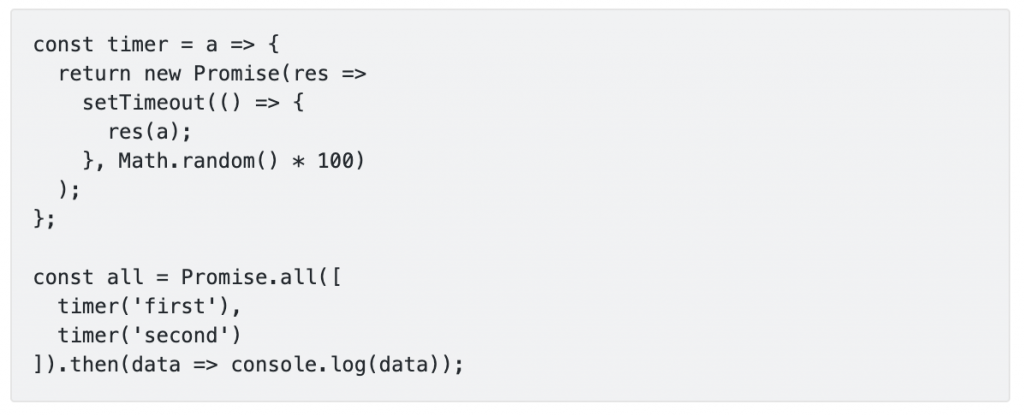 const timer = a => {
  return new Promise(res =>
    setTimeout(() => {
      res(a);
    }, Math.random() * 100)
  );
};

const all = Promise.all([
  timer('first'),
  timer('second')
]).then(data => console.log(data));